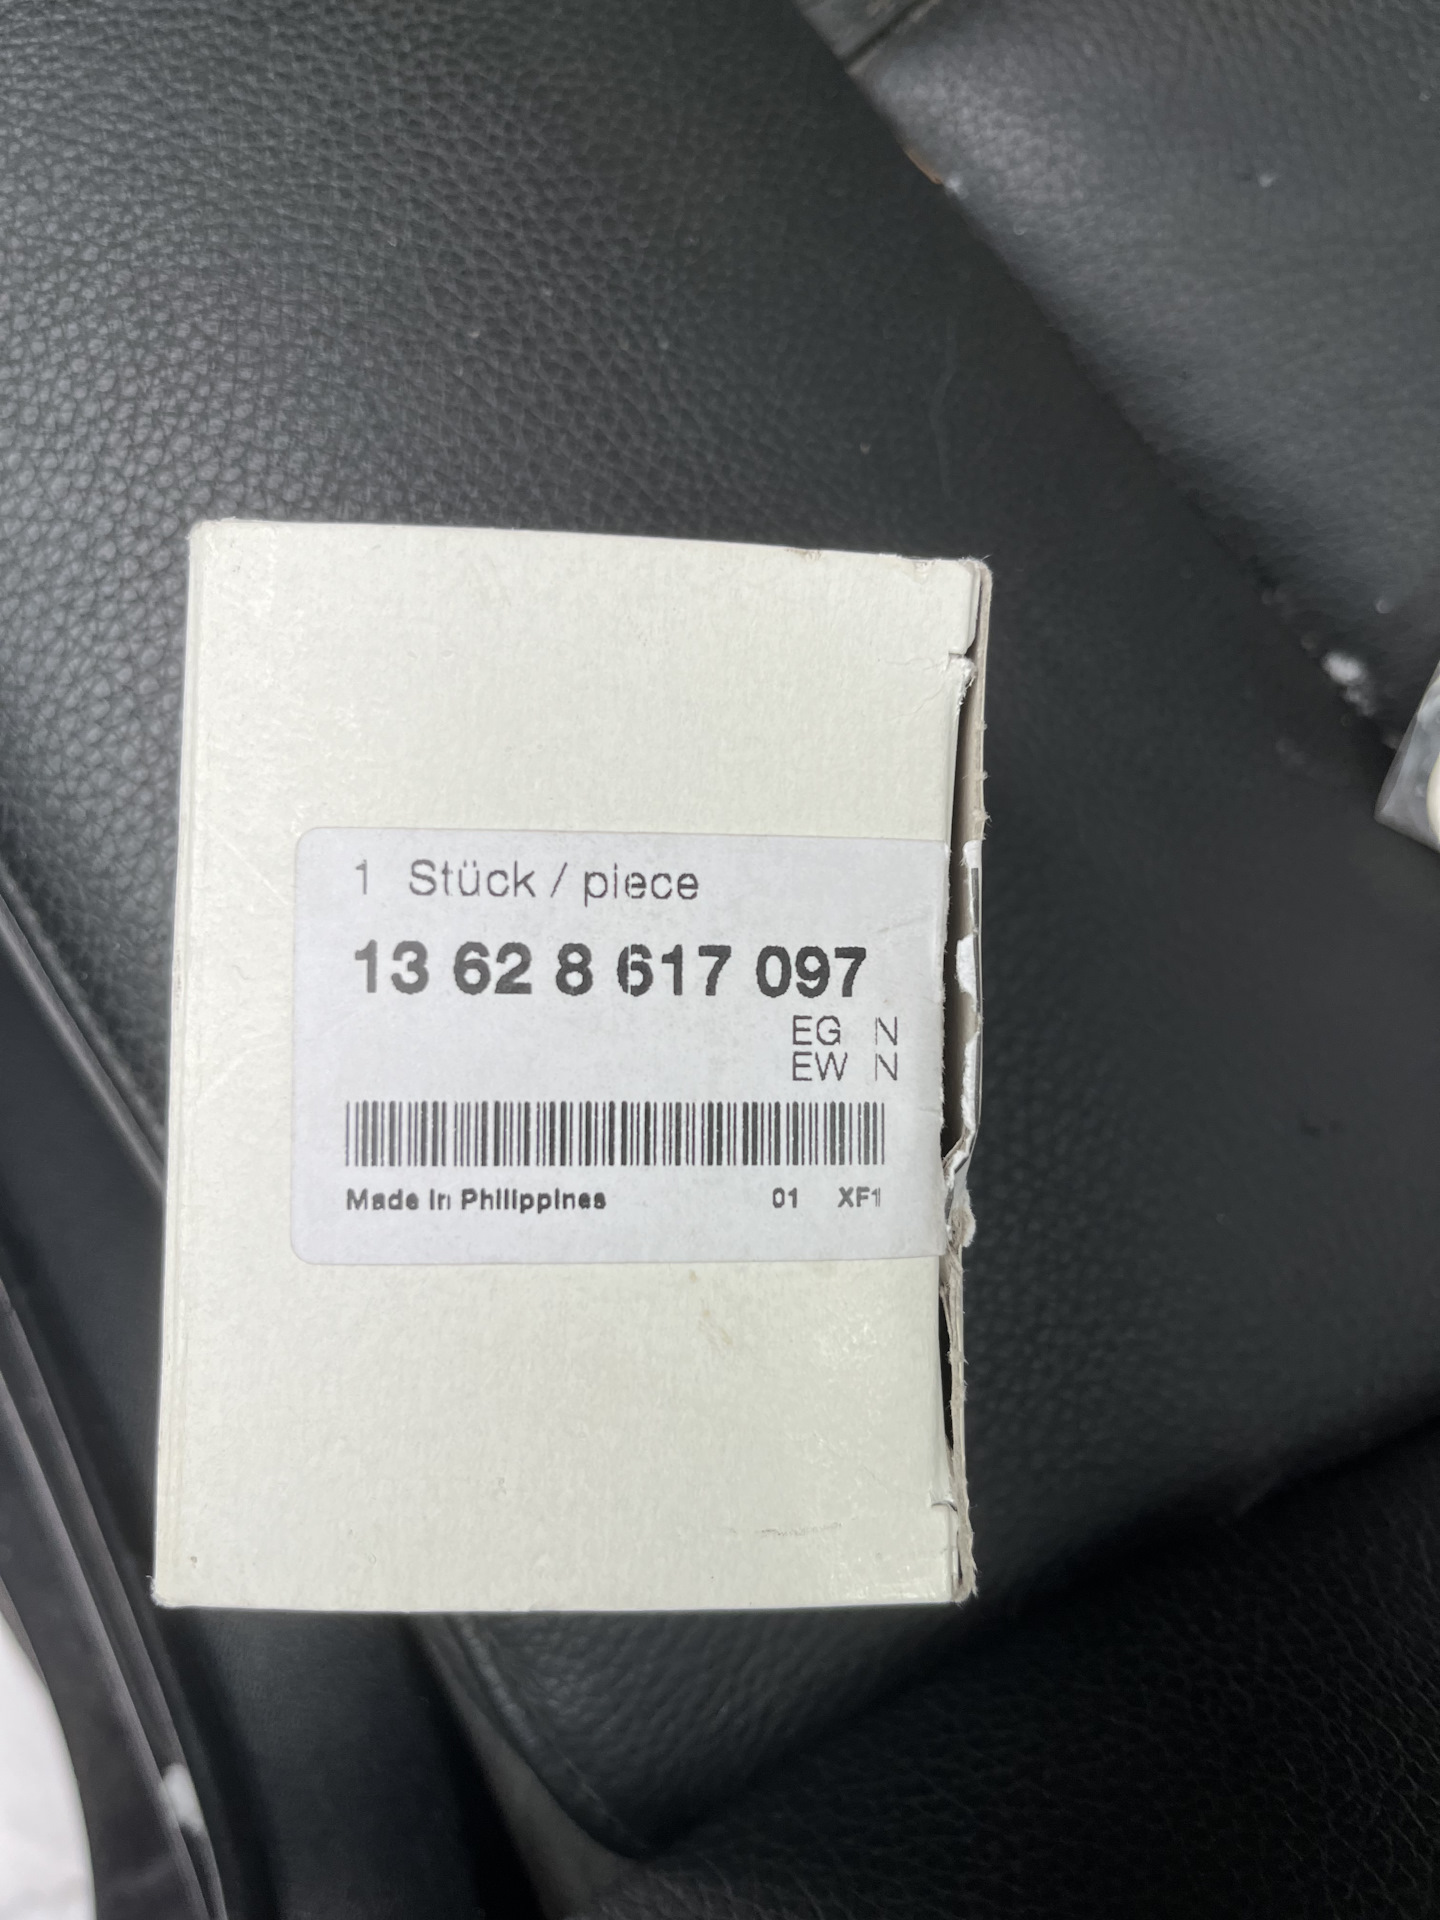 1 Stück / piece
13 62 8 617 097
EG N
EW N
Made in Philippines 01 XF1